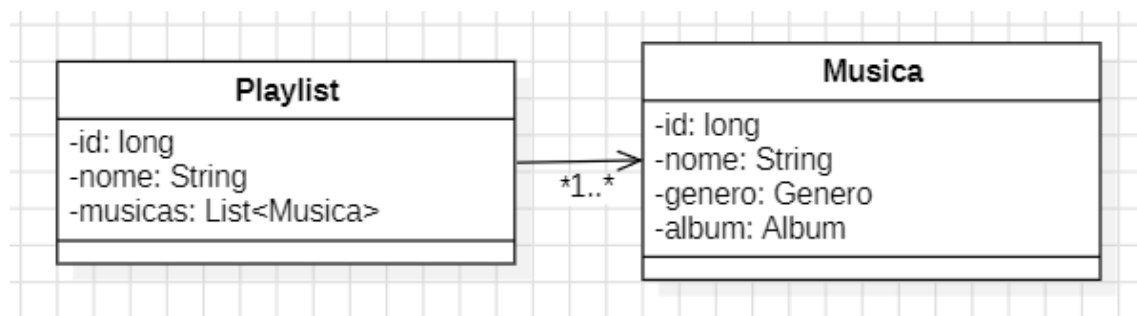 Playlist
-id: long
-nome: String
-musicas: List<Musica>
*1..*
Musica
-id: long
-nome: String
-genero: Genero
-album: Album